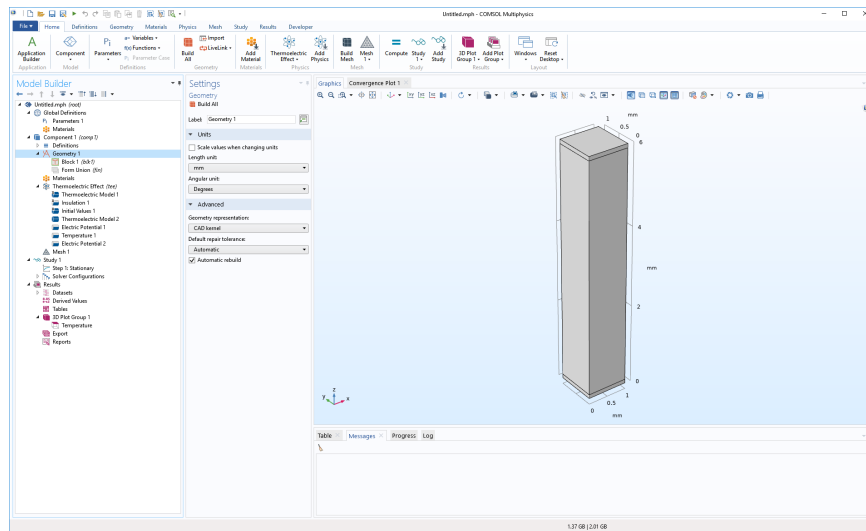 Untitled.mph - COMSOL Multiphysics
File Home Definitions Geometry Materials Physics Mesh Study Results Developer
Application Builder
Component 1
Parameters
a= Variables
f(x) Functions
Pi Parameter Case
Build All
Import
LiveLink
Add Material
Thermoelectric Effect
Add Physics
Build Mesh
Mesh 1
Compute
Study 1
Add Study
3D Plot Group 1
Add Plot Group
Windows
Reset Desktop
Application Model Definitions Geometry Materials Physics Mesh Study Results Layout
Model Builder
Untitled.mph (root)
Global Definitions
Pi Parameters 1
Materials
Component 1 (comp1)
Definitions
Geometry 1
Block 1 (blk1)
Form Union (fin)
Materials
Thermoelectric Effect (tee)
Thermoelectric Model 1
Insulation 1
Initial Values 1
Thermoelectric Model 2
Electric Potential 1
Temperature 1
Electric Potential 2
Mesh 1
Study 1
Step 1: Stationary
Solver Configurations
Results
Datasets
Derived Values
Tables
3D Plot Group 1
Temperature
Export
Reports
Settings
Geometry
Build All
Label: Geometry 1
Units
Scale values when changing units
Length unit:
mm
Angular unit:
Degrees
Advanced
Geometry representation:
CAD kernel
Default repair tolerance:
Automatic
Automatic rebuild
Graphics Convergence Plot 1
mm
1
0.5
0
6
4
mm
2
0
1
0.5
0
mm
z
y x
Table Messages Progress Log
1.37 GB | 2.01 GB